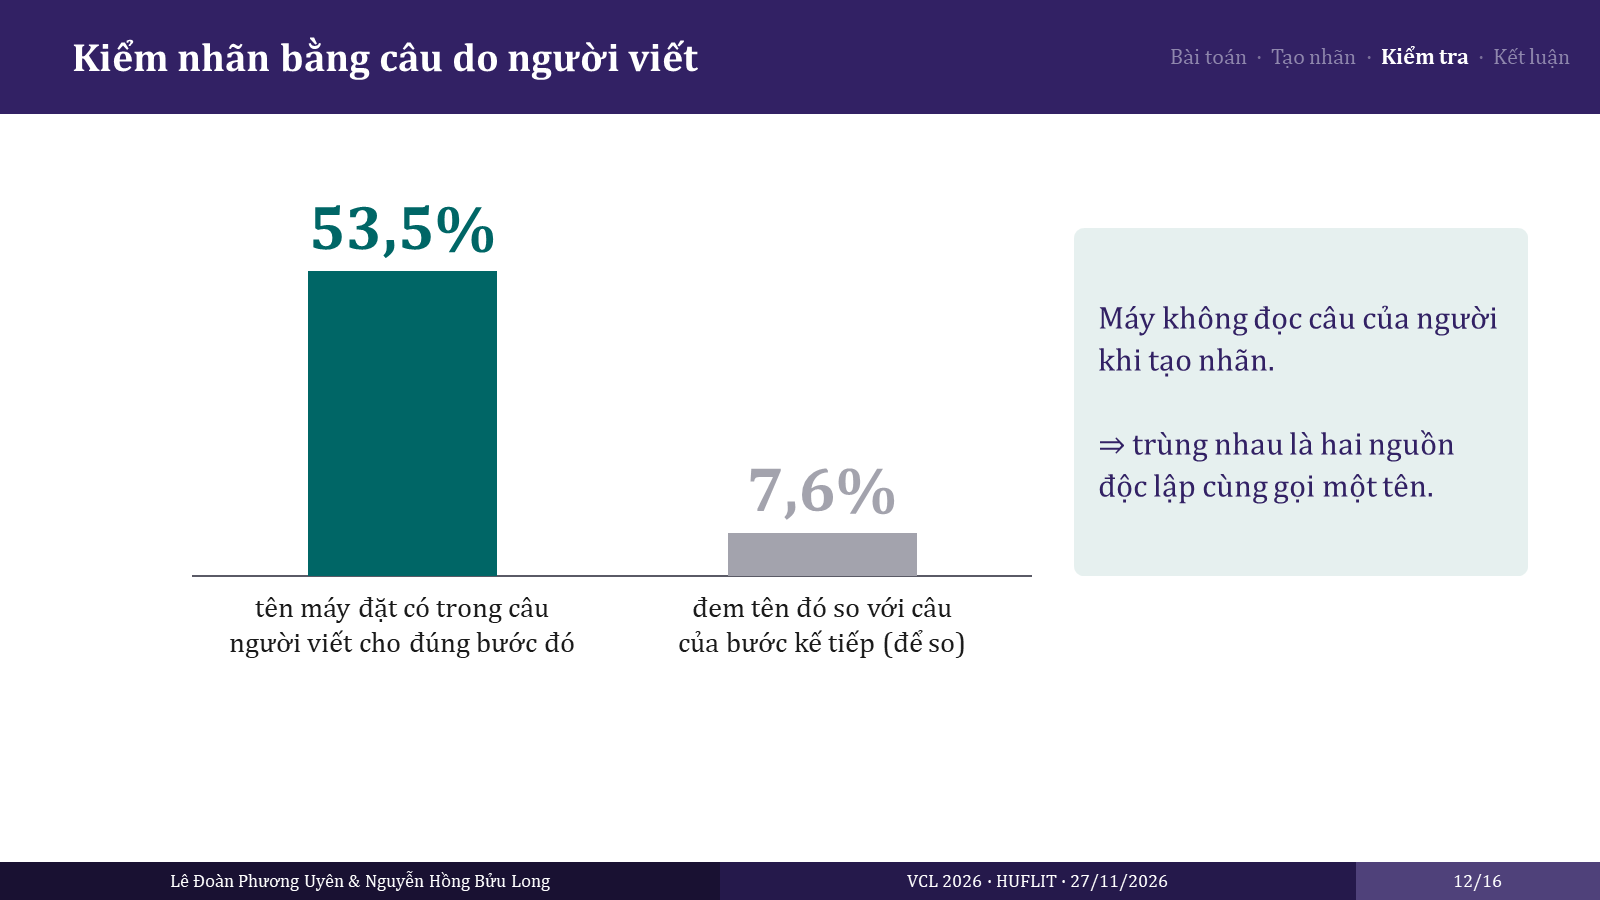 Kiểm nhãn bằng câu do người viết
Bài toán · Tạo nhãn · Kiểm tra · Kết luận
53,5%
7,6%
tên máy đặt có trong câu
người viết cho đúng bước đó
đem tên đó so với câu
của bước kế tiếp (để so)
Máy không đọc câu của người
khi tạo nhãn.
⇒ trùng nhau là hai nguồn
độc lập cùng gọi một tên.
Lê Đoàn Phương Uyên & Nguyễn Hồng Bửu Long
VCL 2026 · HUFLIT · 27/11/2026
12/16